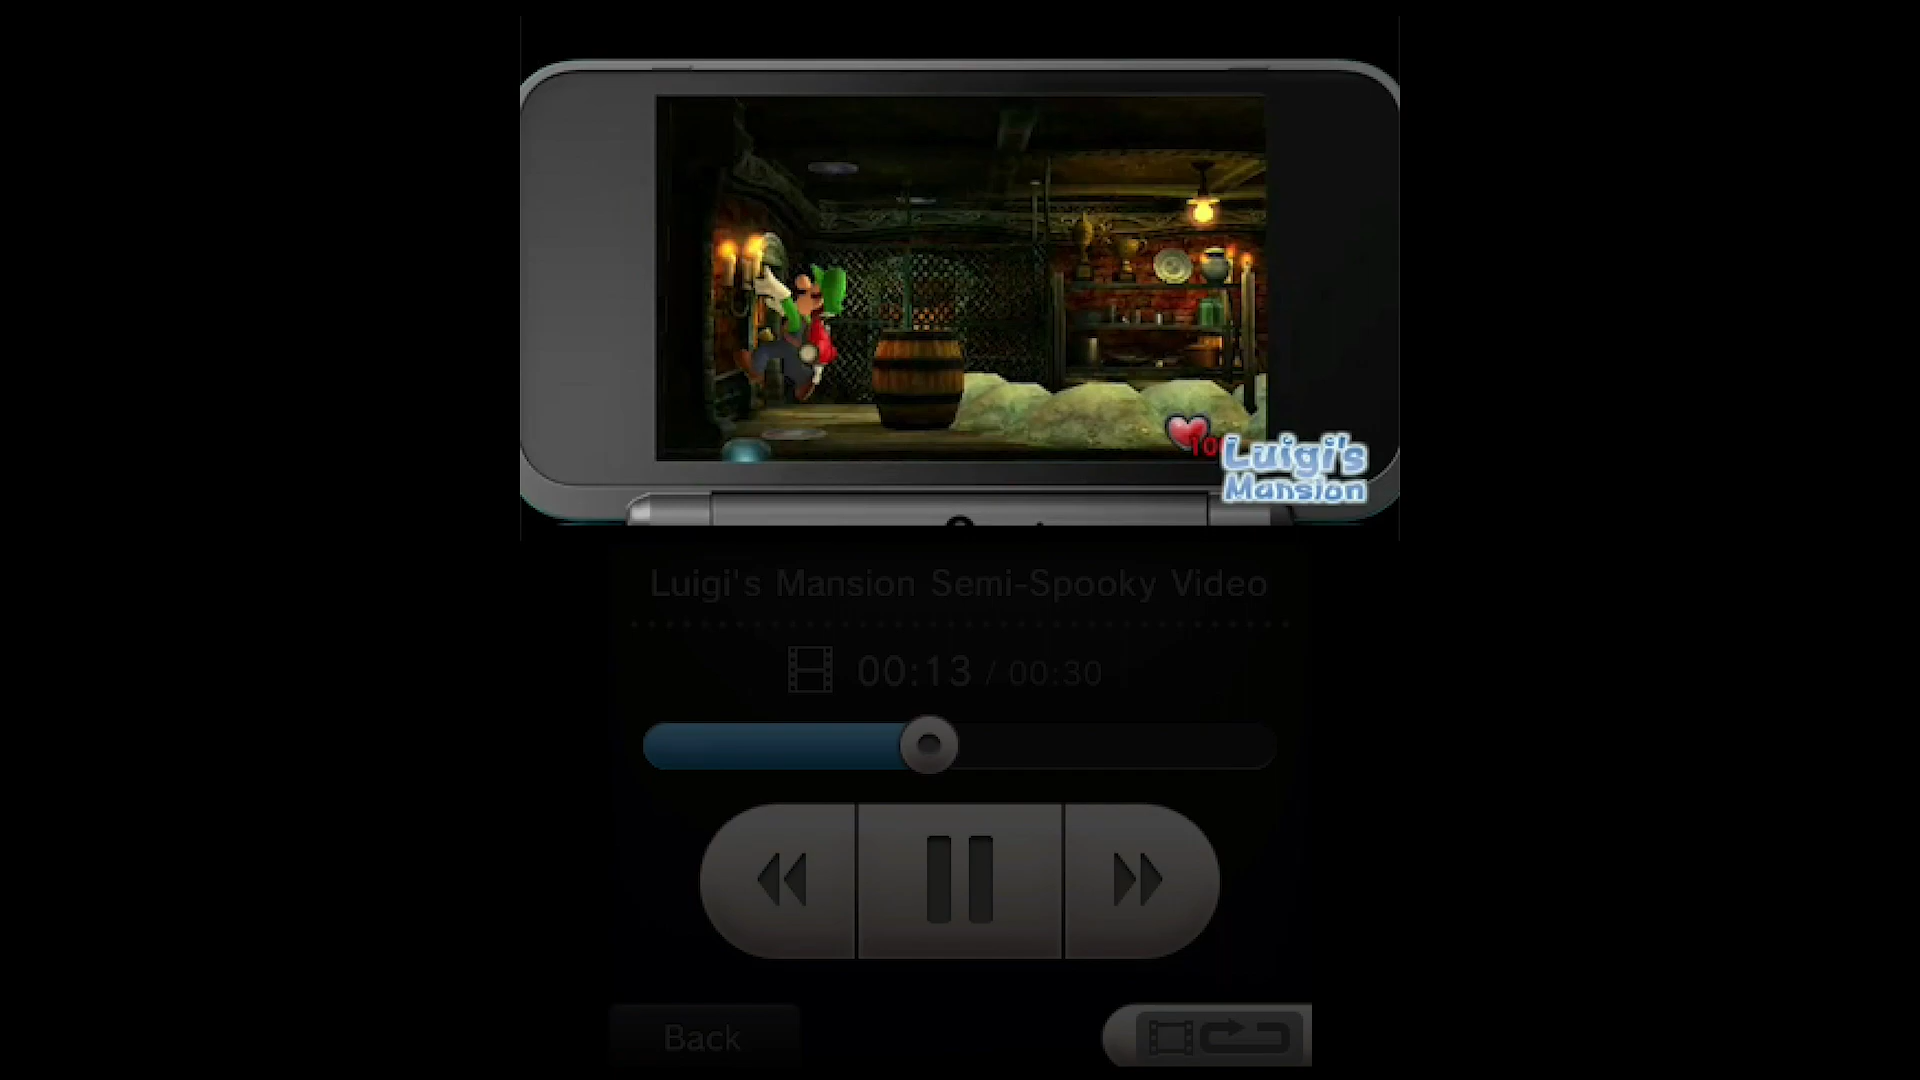 10
Luigi's
Mansion
Luigi's Mansion Semi-Spooky Video
00:13 / 00:30
Back